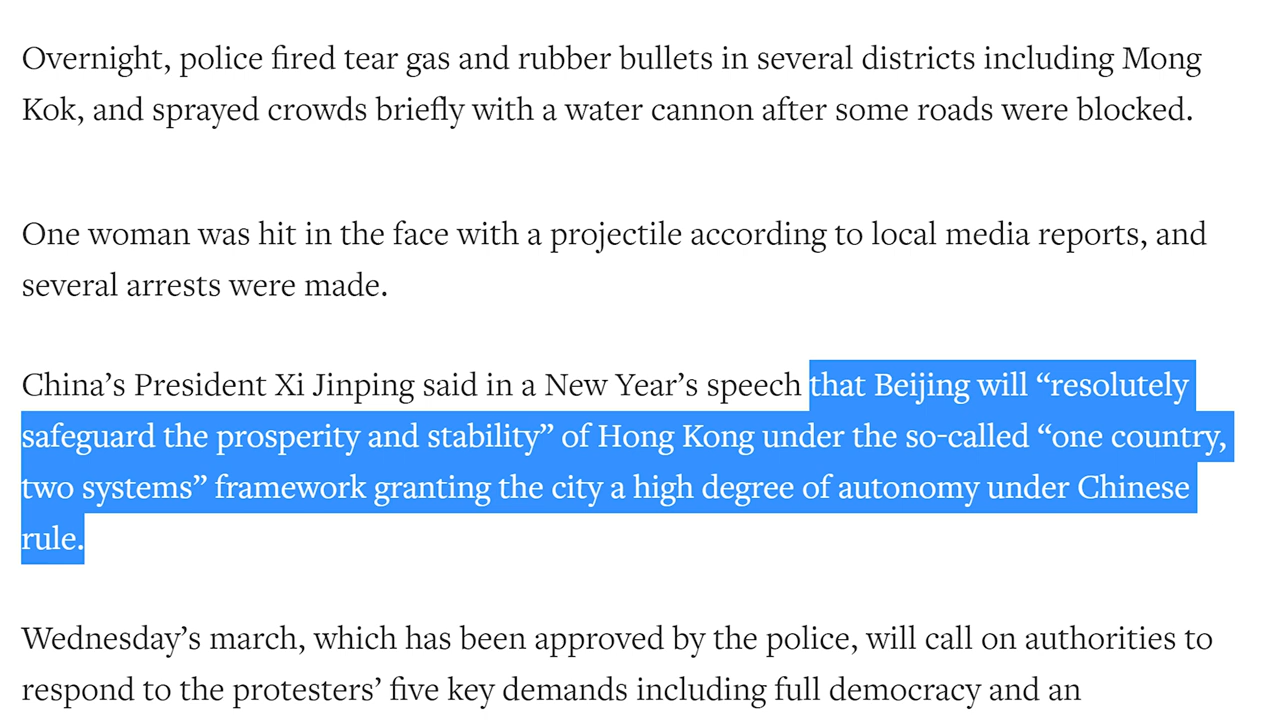 Overnight, police fired tear gas and rubber bullets in several districts including Mong
Kok, and sprayed crowds briefly with a water cannon after some roads were blocked.
One woman was hit in the face with a projectile according to local media reports, and
several arrests were made.
China’s President Xi Jinping said in a New Year’s speech that Beijing will “resolutely
safeguard the prosperity and stability” of Hong Kong under the so-called “one country,
two systems” framework granting the city a high degree of autonomy under Chinese
rule.
Wednesday’s march, which has been approved by the police, will call on authorities to
respond to the protesters’ five key demands including full democracy and an